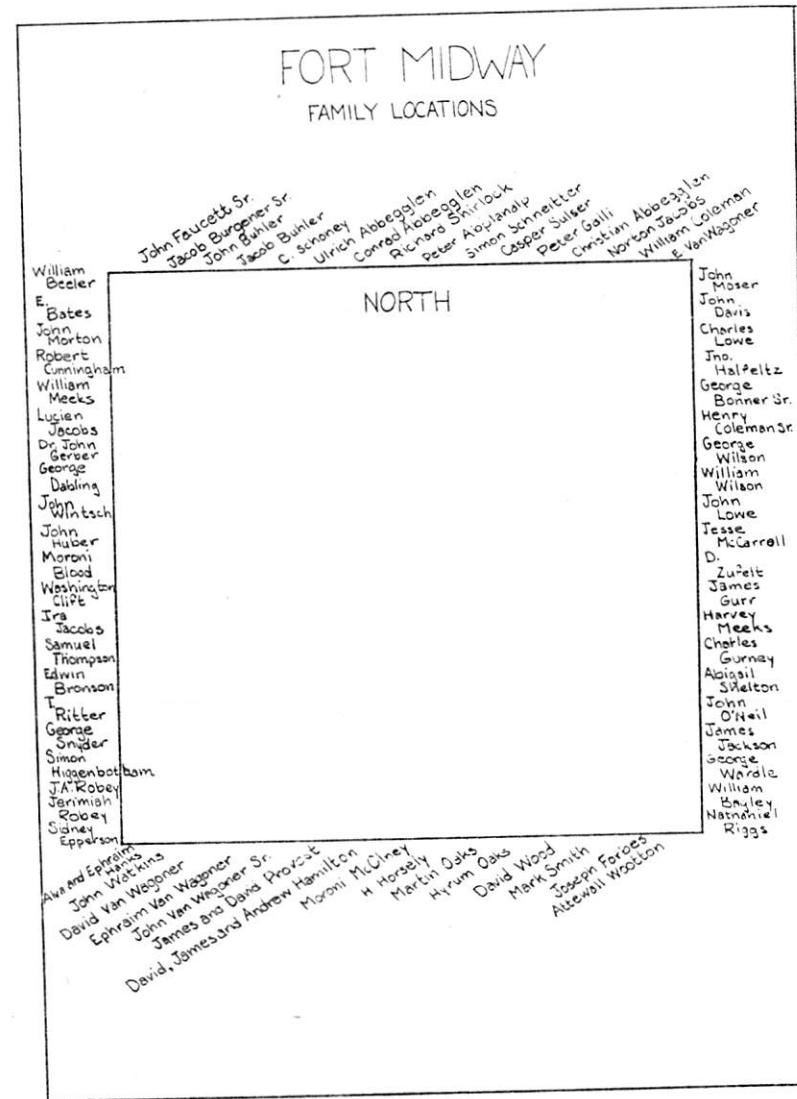 FORT MIDWAY
FAMILY LOCATIONS
John Faucett Sr.
Jacob Burgener Sr.
John Buhler
Jacob Buhler
C. Schoney
Ulrich Abbegglen
Conrad Abbegglen
Richard Shirlock
Peter Abplanalp
Simon Schneitter
Casper Sulser
Peter Galli
Christian Abbegglen
Norton Jacobs
William Coleman
E. VanWagoner
NORTH
William
Beeler
E.
Bates
John
Morton
Robert
Cunningham
William
Meeks
Lucien
Jacobs
Dr. John
Gerber
George
Dabling
John
Wintsch
John
Huber
Moroni
Blood
Washington
Clift
Ira
Jacobs
Samuel
Thompson
Edwin
Bronson
T.
Ritter
George
Snyder
Simon
Higgenbotham
J.A. Robey
Jerimiah
Robey
Sidney
Epperson
John
Moser
John
Davis
Charles
Lowe
Jno.
Halfeltz
George
Bonner Sr.
Henry
Coleman Sr.
George
Wilson
William
Wilson
John
Lowe
Jesse
McCarrell
D.
Zufelt
James
Gurr
Harvey
Meeks
Charles
Gurney
Abigail
Shelton
John
O'Neil
James
Jackson
George
Wardle
William
Bayley
Nathaniel
Riggs
Alva and Ephraim
Hanks
John Watkins
David Van Wagoner
Ephraim Van Wagoner
John Van Wagoner Sr.
James and David Provost
David, James and Andrew Hamilton
Moroni McOlney
H Horsely
Martin Oaks
Hyrum Oaks
David Wood
Mark Smith
Joseph Forbes
Attewall Wootton